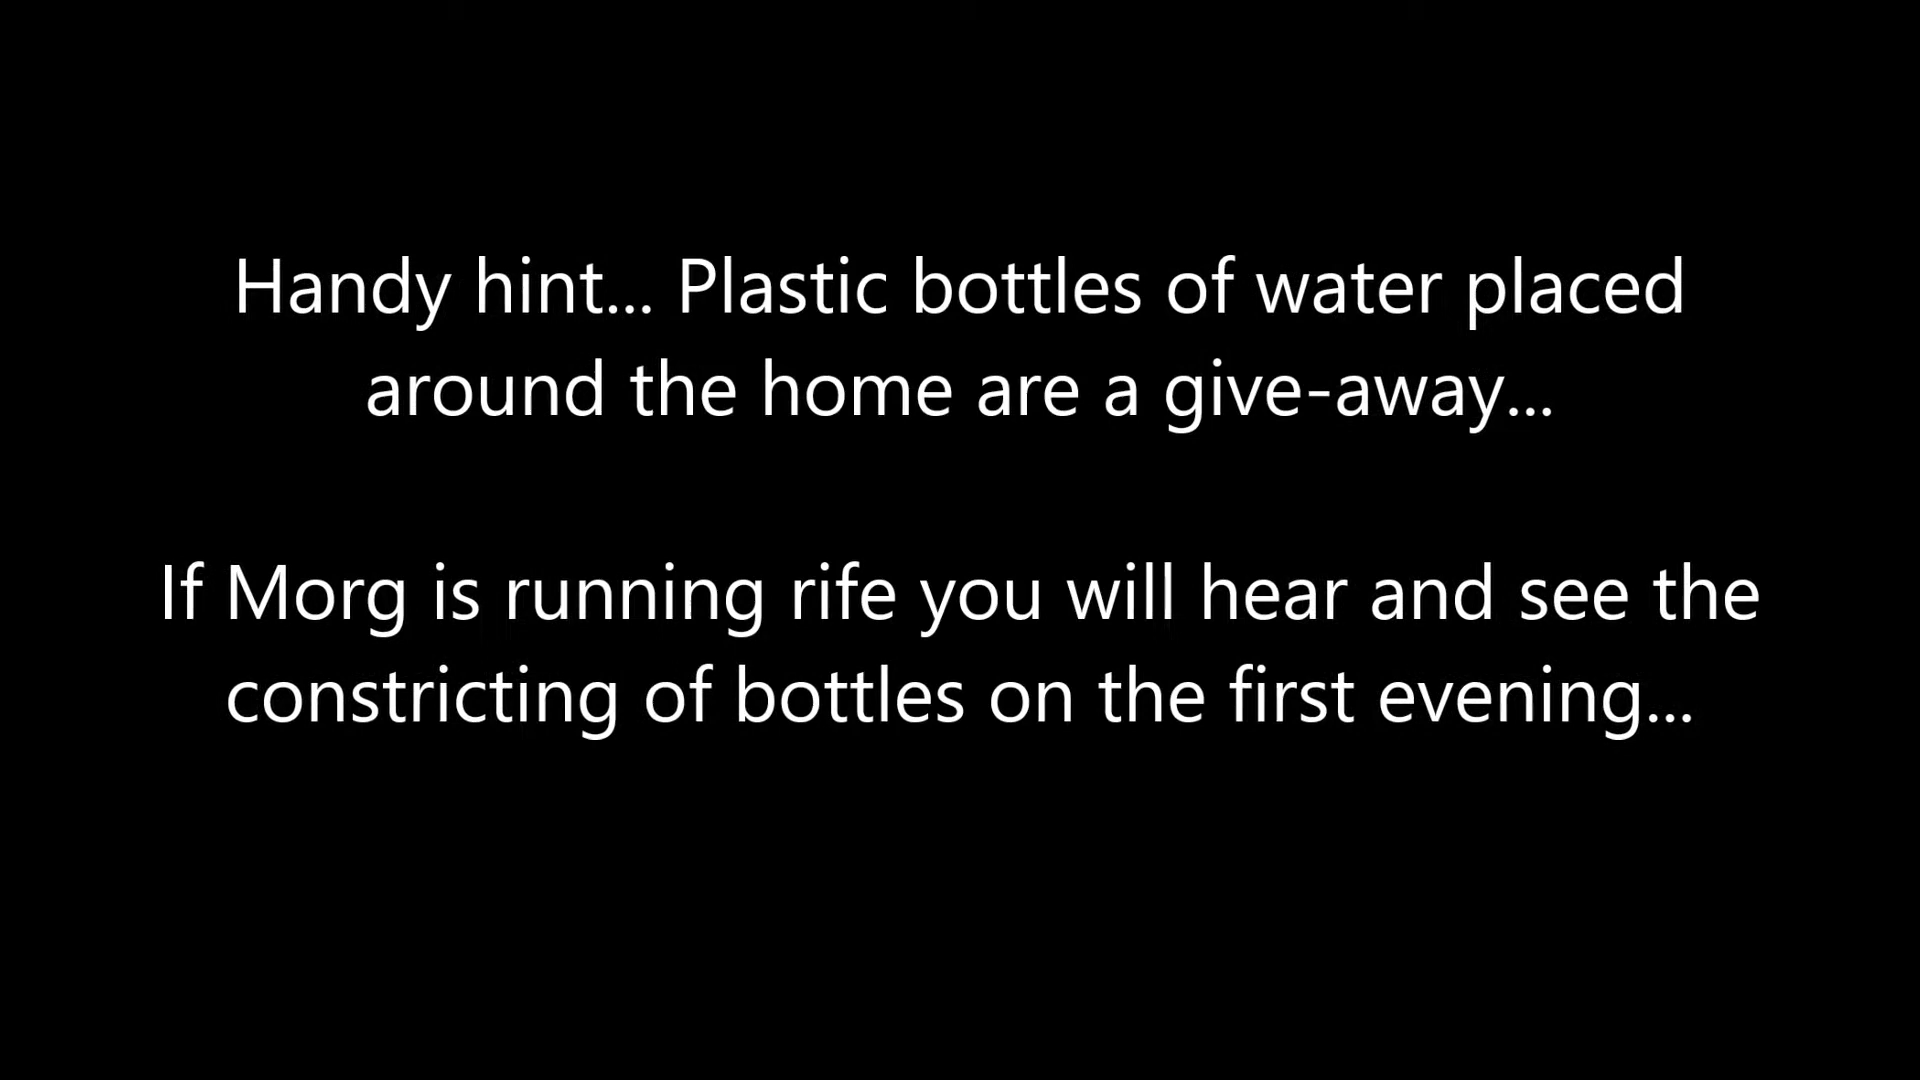 Handy hint... Plastic bottles of water placed
around the home are a give-away...
If Morg is running rife you will hear and see the
constricting of bottles on the first evening...